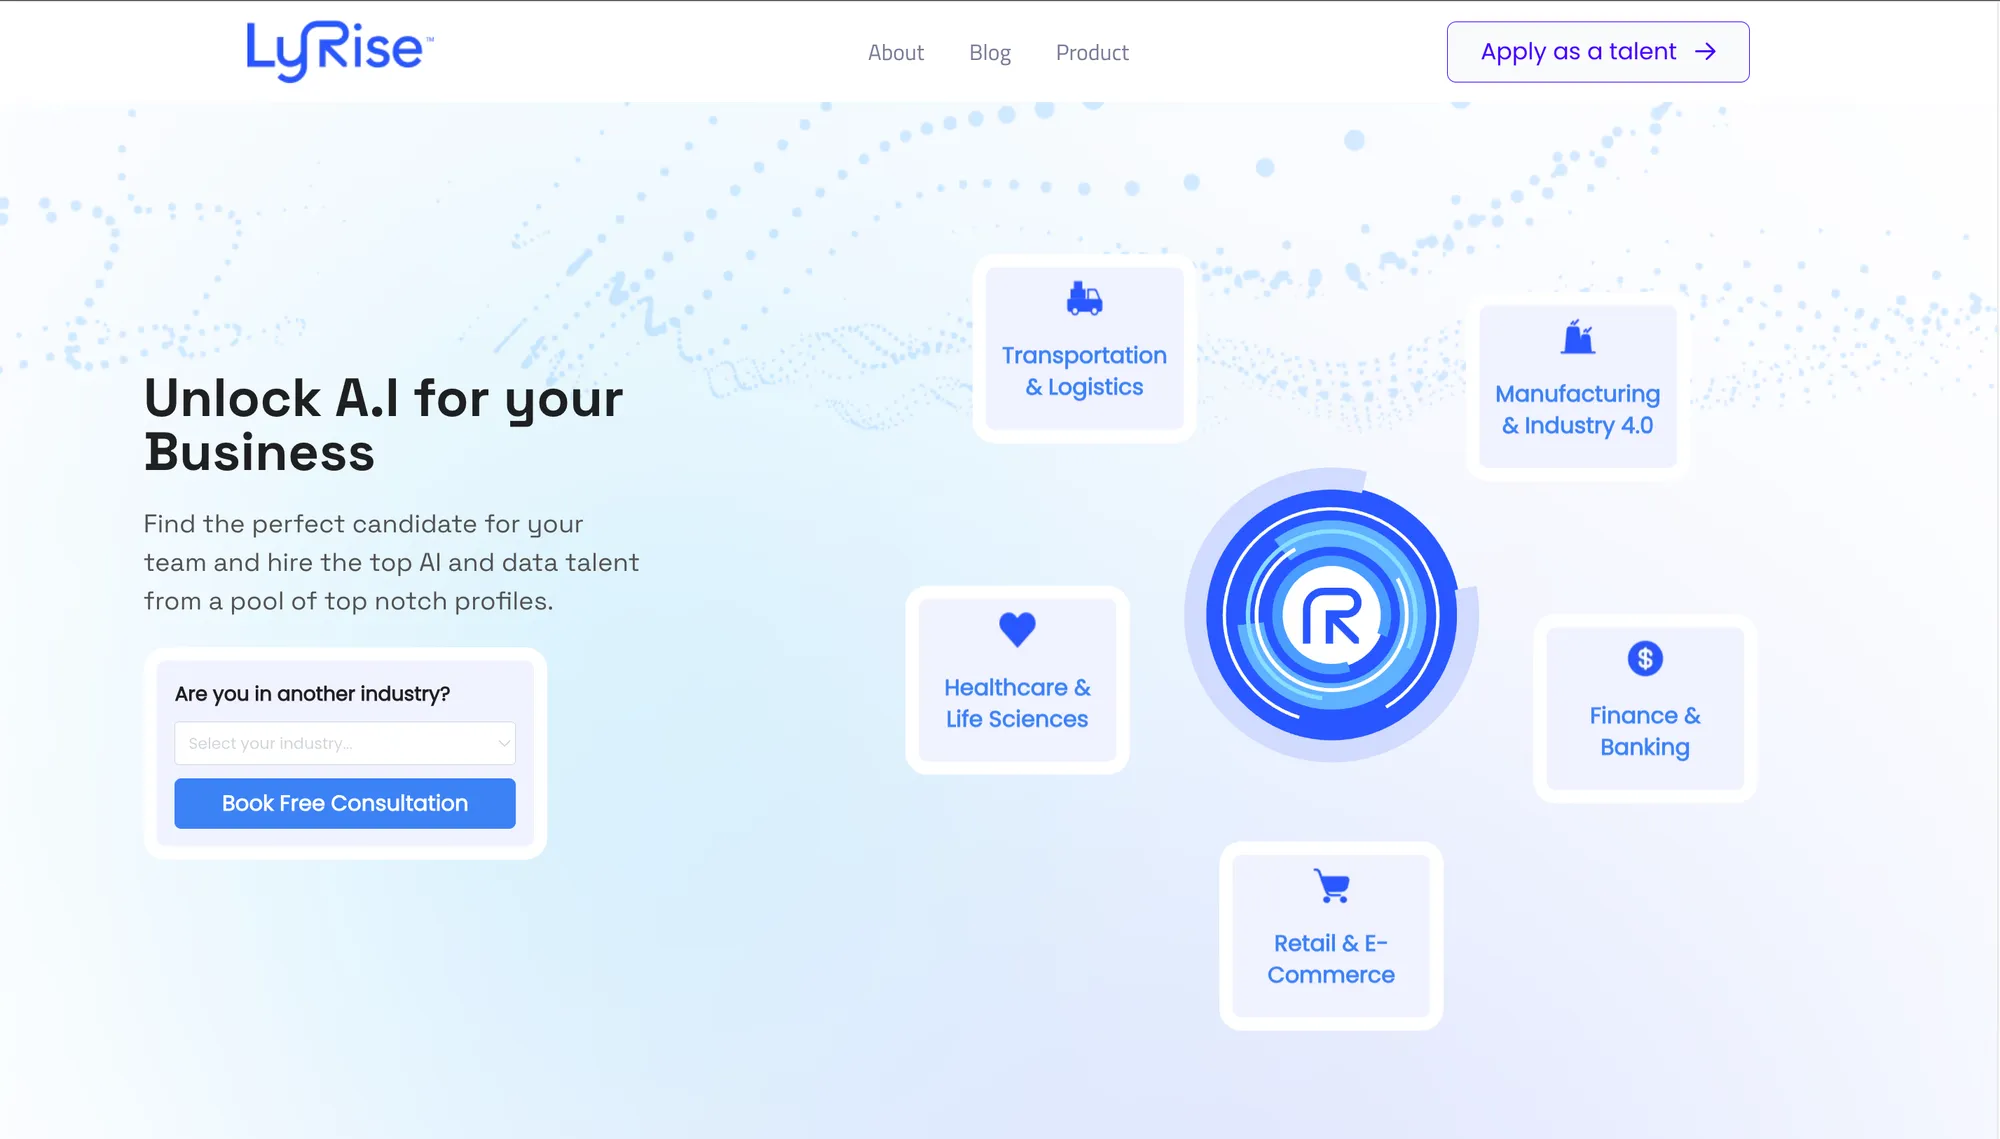 LyRise™
About
Blog
Product
Apply as a talent →
Unlock A.I for your
Business
Find the perfect candidate for your
team and hire the top AI and data talent
from a pool of top notch profiles.
Are you in another industry?
Select your industry...
Book Free Consultation
Transportation
& Logistics
Manufacturing
& Industry 4.0
Healthcare &
Life Sciences
Finance &
Banking
Retail & E-
Commerce